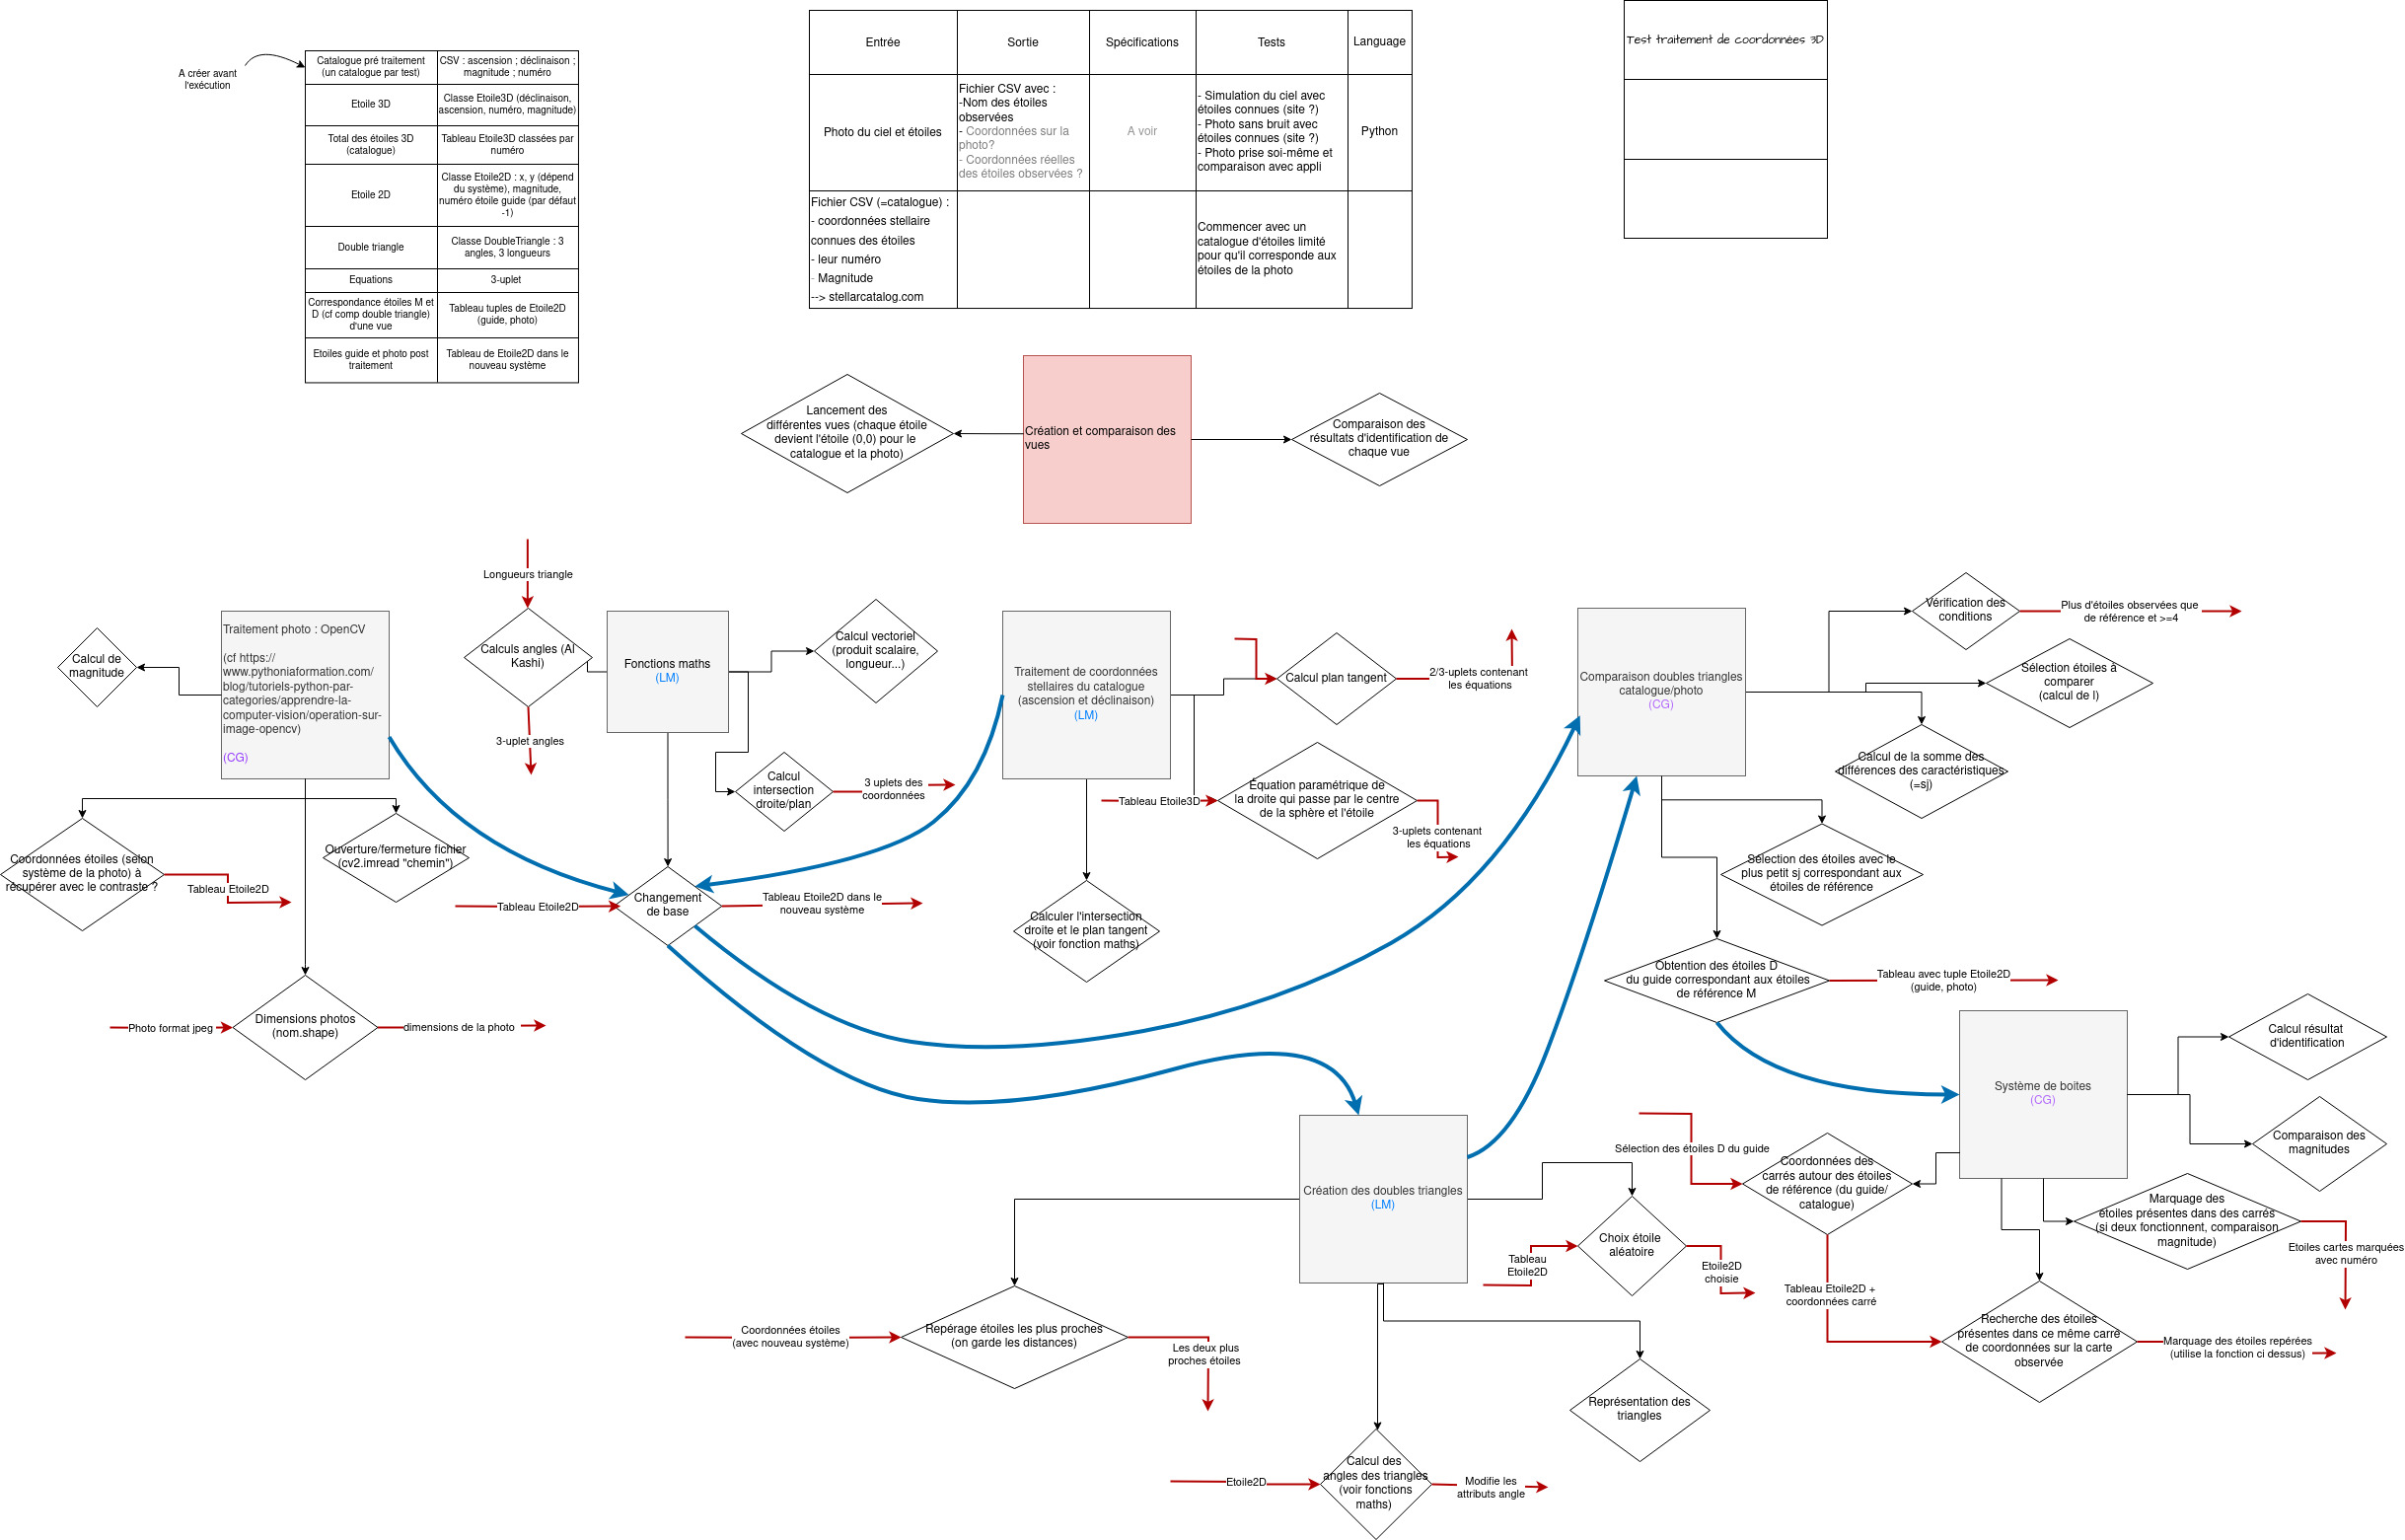 A créer avant
l'exécution
Catalogue pré traitement
(un catalogue par test)
CSV : ascension ; déclinaison ;
magnitude ; numéro
Etoile 3D
Classe Etoile3D (déclinaison,
ascension, numéro, magnitude)
Total des étoiles 3D
(catalogue)
Tableau Etoile3D classées par
numéro
Etoile 2D
Classe Etoile2D : x, y (dépend
du système), magnitude,
numéro étoile guide (par défaut
-1)
Double triangle
Classe DoubleTriangle : 3
angles, 3 longueurs
Equations
3-uplet
Correspondance étoiles M et
D (cf comp double triangle)
d'une vue
Tableau tuples de Etoile2D
(guide, photo)
Etoiles guide et photo post
traitement
Tableau de Etoile2D dans le
nouveau système
Entrée
Sortie
Spécifications
Tests
Language
Photo du ciel et étoiles
Fichier CSV avec :
-Nom des étoiles
observées
- Coordonnées sur la
photo?
- Coordonnées réelles
des étoiles observées ?
A voir
- Simulation du ciel avec
étoiles connues (site ?)
- Photo sans bruit avec
étoiles connues (site ?)
- Photo prise soi-même et
comparaison avec appli
Python
Fichier CSV (=catalogue) :
- coordonnées stellaire
connues des étoiles
- leur numéro
- Magnitude
--> stellarcatalog.com
Commencer avec un
catalogue d'étoiles limité
pour qu'il corresponde aux
étoiles de la photo
Test traitement de coordonnées 3D
Lancement des
différentes vues (chaque étoile
devient l'étoile (0,0) pour le
catalogue et la photo)
Création et comparaison des
vues
Comparaison des
résultats d'identification de
chaque vue
Calcul de
magnitude
Traitement photo : OpenCV
(cf https://
www.pythoniaformation.com/
blog/tutoriels-python-par-
categories/apprendre-la-
computer-vision/operation-sur-
image-opencv)
(CG)
Coordonnées étoiles (selon
système de la photo) à
récupérer avec le contraste ?
Tableau Etoile2D
Ouverture/fermeture fichier
(cv2.imread "chemin")
Photo format jpeg
Dimensions photos
(nom.shape)
dimensions de la photo
Longueurs triangle
Calculs angles (Al
Kashi)
3-uplet angles
Fonctions maths
(LM)
Calcul vectoriel
(produit scalaire,
longueur...)
Calcul
intersection
droite/plan
3 uplets des
coordonnées
Tableau Etoile2D
Changement
de base
Tableau Etoile2D dans le
nouveau système
Traitement de coordonnées
stellaires du catalogue
(ascension et déclinaison)
(LM)
Calcul plan tangent
2/3-uplets contenant
les équations
Tableau Etoile3D
Équation paramétrique de
la droite qui passe par le centre
de la sphère et l'étoile
3-uplets contenant
les équations
Calculer l'intersection
droite et le plan tangent
(voir fonction maths)
Comparaison doubles triangles
catalogue/photo
(CG)
Vérification des
conditions
Plus d'étoiles observées que
de référence et >=4
Sélection étoiles à
comparer
(calcul de l)
Calcul de la somme des
différences des caractéristiques
(=sj)
Sélection des étoiles avec le
plus petit sj correspondant aux
étoiles de référence
Obtention des étoiles D
du guide correspondant aux étoiles
de référence M
Tableau avec tuple Etoile2D
(guide, photo)
Système de boites
(CG)
Calcul résultat
d'identification
Comparaison des
magnitudes
Sélection des étoiles D du guide
Coordonnées des
carrés autour des étoiles
de référence (du guide/
catalogue)
Marquage des
étoiles présentes dans des carrés
(si deux fonctionnent, comparaison
magnitude)
Etoiles cartes marquées
avec numéro
Tableau Etoile2D +
coordonnées carré
Recherche des étoiles
présentes dans ce même carré
de coordonnées sur la carte
observée
Marquage des étoiles repérées
(utilise la fonction ci dessus)
Création des doubles triangles
(LM)
Choix étoile
aléatoire
Tableau
Etoile2D
Etoile2D
choisie
Coordonnées étoiles
(avec nouveau système)
Repérage étoiles les plus proches
(on garde les distances)
Les deux plus
proches étoiles
Représentation des
triangles
Etoile2D
Calcul des
angles des triangles
(voir fonctions
maths)
Modifie les
attributs angle